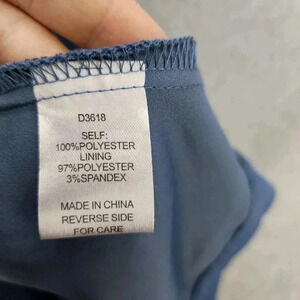 D3618
SELF:
100%POLYESTER
LINING
97%POLYESTER
3%SPANDEX
MADE IN CHINA
REVERSE SIDE
FOR CARE